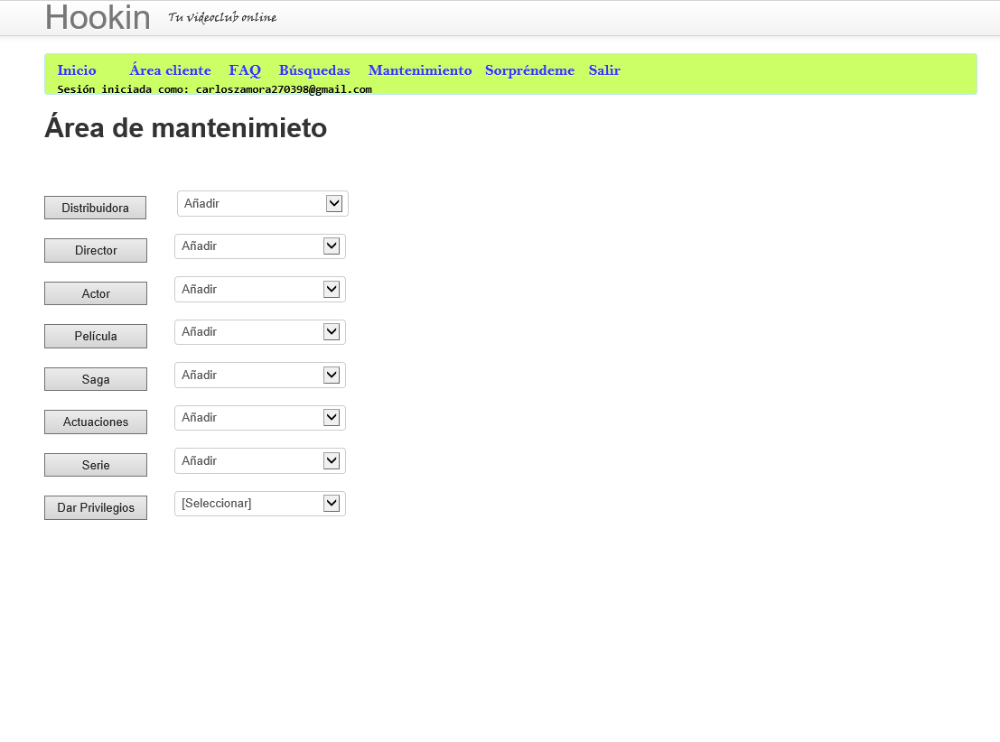 Hookin Tu videoclub online
Inicio Área cliente FAQ Búsquedas Mantenimiento Sorpréndeme Salir
Sesión iniciada como: carloszamora270398@gmail.com
Área de mantenimieto
Distribuidora Añadir
Director Añadir
Actor Añadir
Película Añadir
Saga Añadir
Actuaciones Añadir
Serie Añadir
Dar Privilegios [Seleccionar]